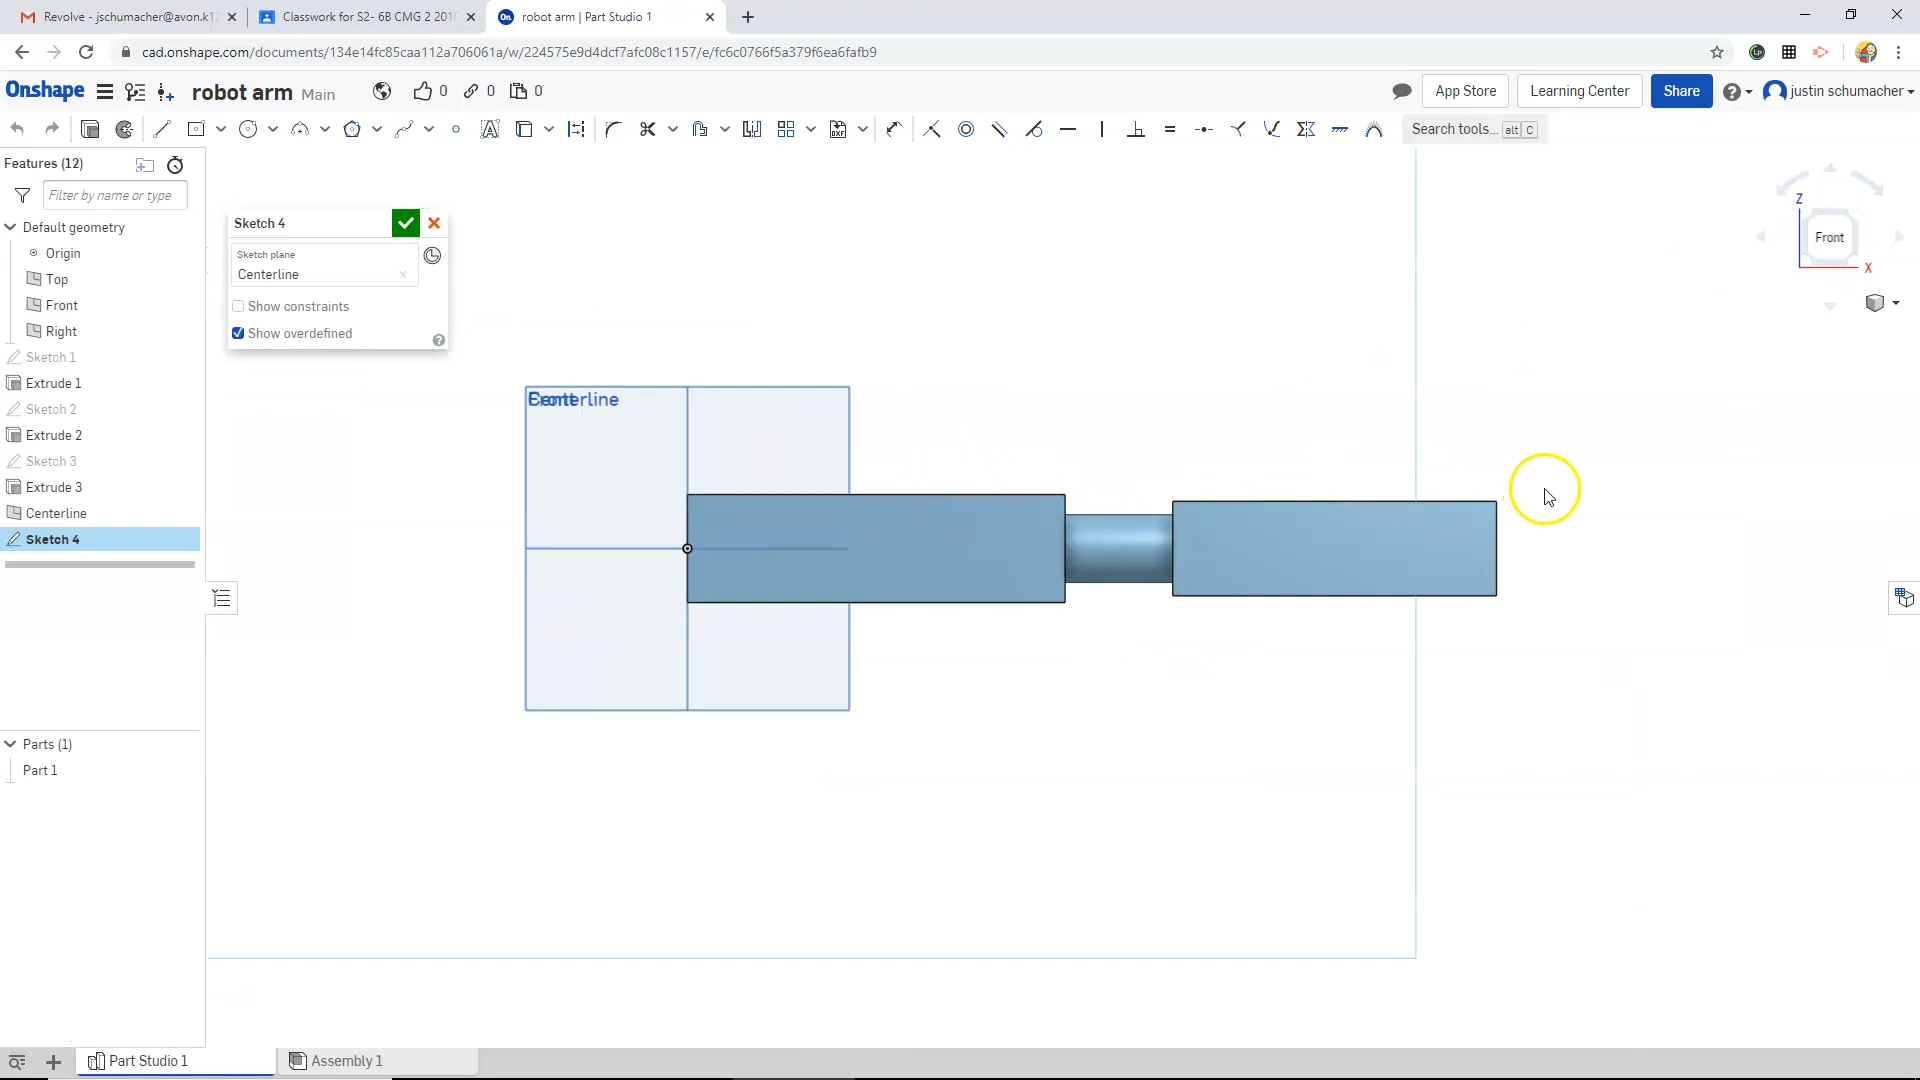 Revolve - jschumacher@avon.k12
Classwork for S2- 6B CMG 2 2019
robot arm | Part Studio 1
cad.onshape.com/documents/134e14fc85caa112a706061a/w/224575e9d4dcf7afc08c1157/e/fc6c0766f5a379f6ea6fafb9
Onshape
robot arm Main
0
0
0
App Store
Learning Center
Share
justin schumacher
Search tools... alt C
Features (12)
Filter by name or type
Default geometry
Origin
Top
Front
Right
Sketch 1
Extrude 1
Sketch 2
Extrude 2
Sketch 3
Extrude 3
Centerline
Sketch 4
Parts (1)
Part 1
Sketch 4
Sketch plane
Centerline
Show constraints
Show overdefined
Front
Centerline
Z
Front
X
Part Studio 1
Assembly 1